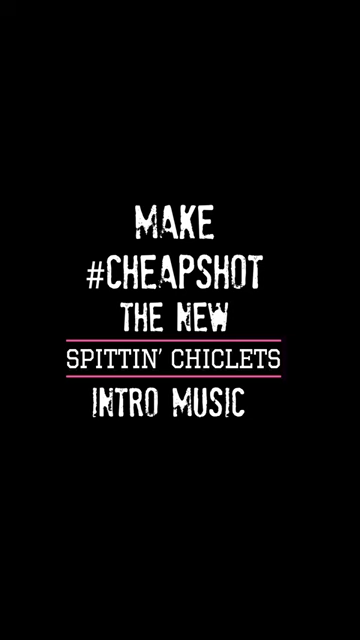 MAKE
#CHEAPSHOT
THE NEW
SPITTIN' CHICLETS
INTRO MUSIC